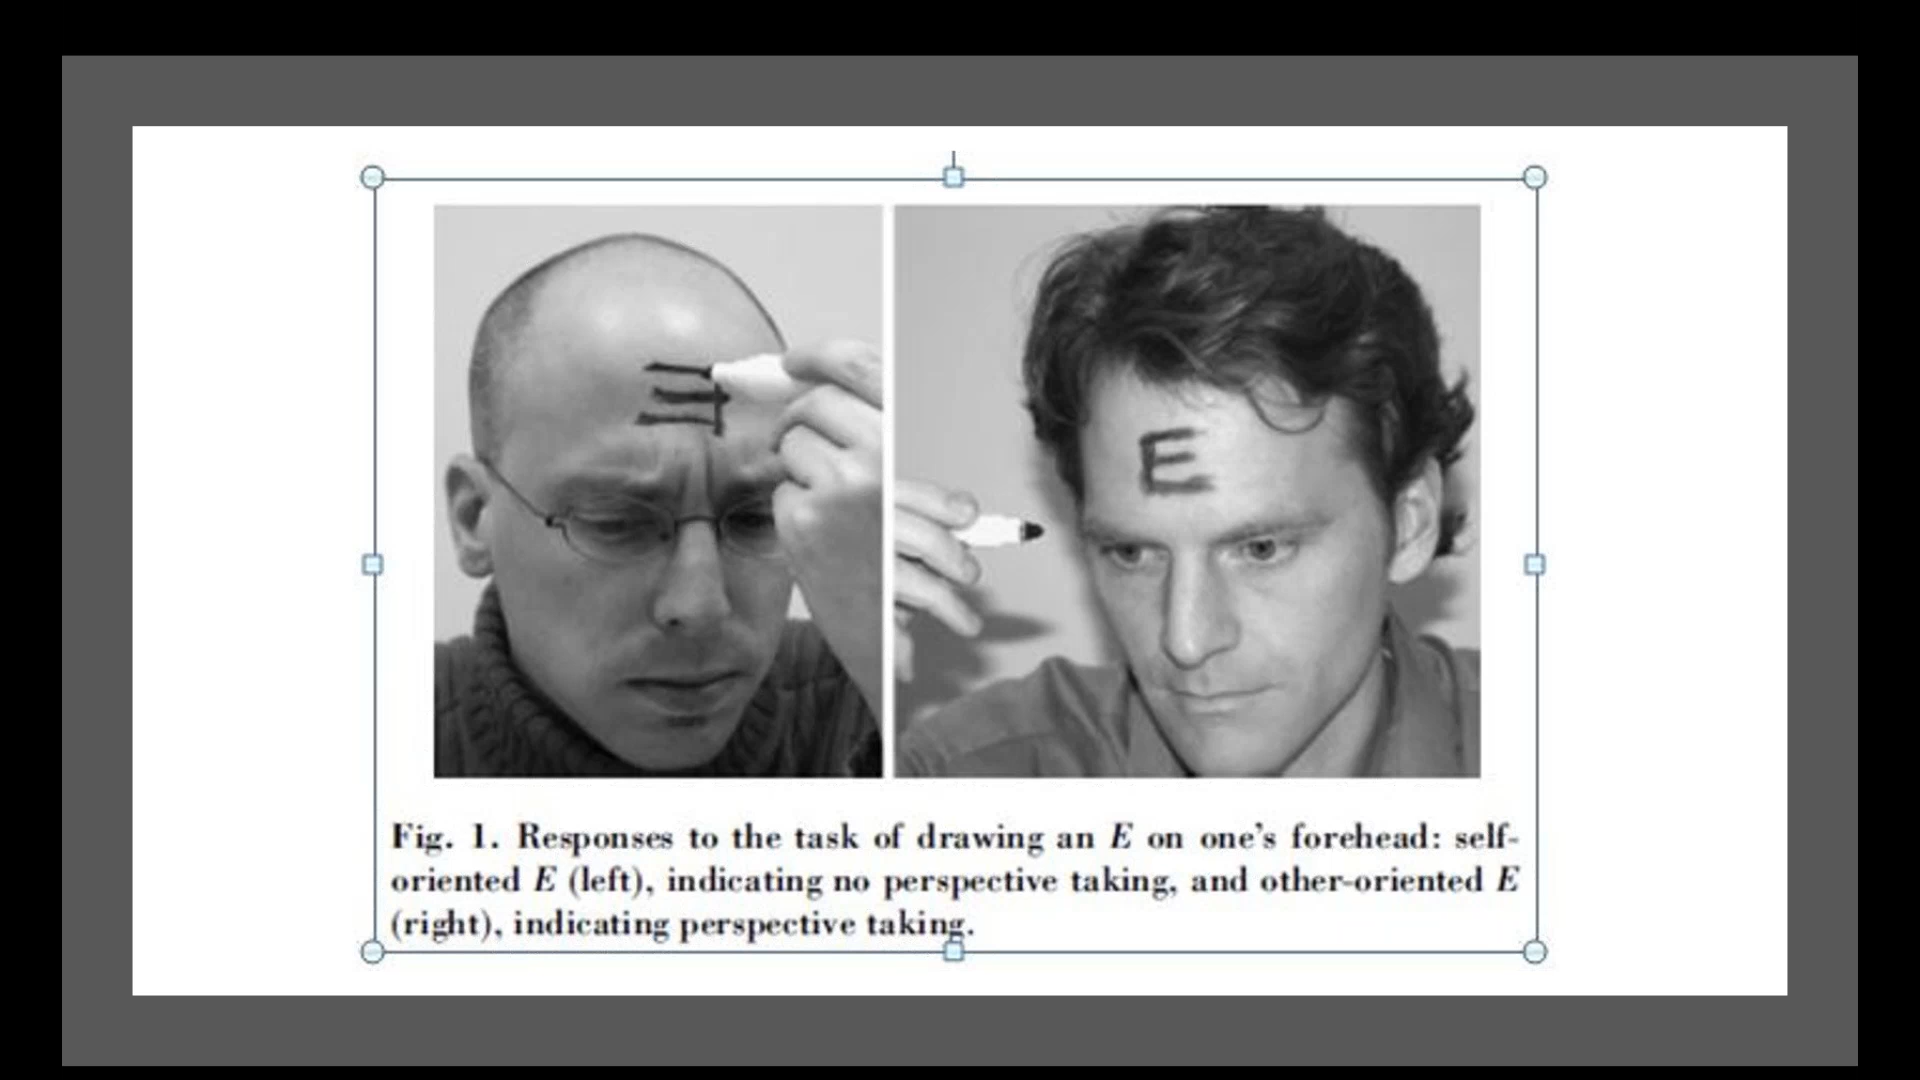 E
E
Fig. 1. Responses to the task of drawing an E on one's forehead: self-
oriented E (left), indicating no perspective taking, and other-oriented E
(right), indicating perspective taking.